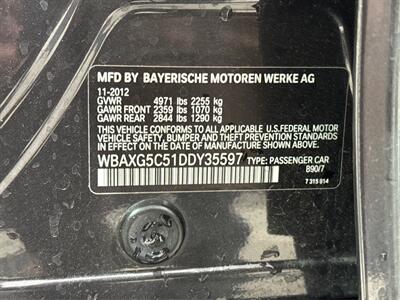 MFD BY BAYERISCHE MOTOREN WERKE AG
11-2012
GVWR 4971 lbs 2255 kg
GAWR FRONT 2359 lbs 1070 kg
GAWR REAR 2844 lbs 1290 kg
THIS VEHICLE CONFORMS TO ALL APPLICABLE U.S. FEDERAL MOTOR
VEHICLE SAFETY, BUMPER AND THEFT PREVENTION STANDARDS
IN EFFECT ON THE DATE OF MANUFACTURE SHOWN ABOVE.
WBAXG5C51DDY35597 TYPE: PASSENGER CAR
B90/7
7 315 814